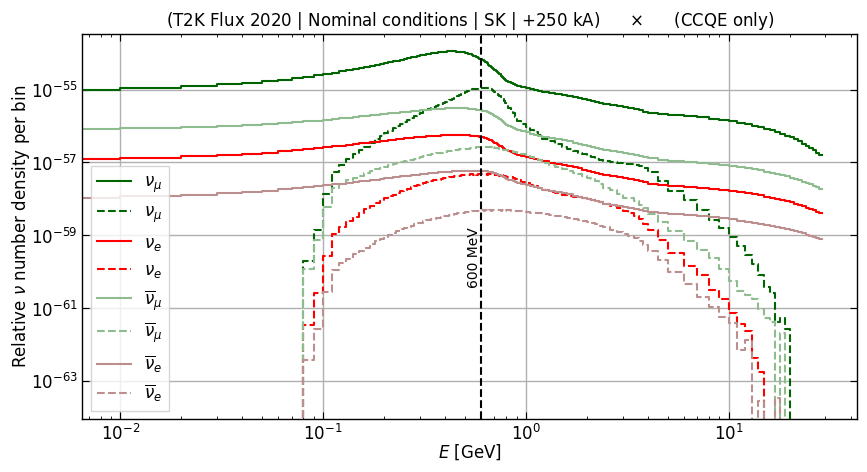 (T2K Flux 2020 | Nominal conditions | SK | +250 kA) × (CCQE only)
Relative ν number density per bin
10⁻⁵⁵
10⁻⁵⁷
10⁻⁵⁹
10⁻⁶¹
10⁻⁶³
ν_μ
ν_μ
ν_e
ν_e
ν̅_μ
ν̅_μ
ν̅_e
ν̅_e
600 MeV
10⁻²
10⁻¹
10⁰
10¹
E [GeV]